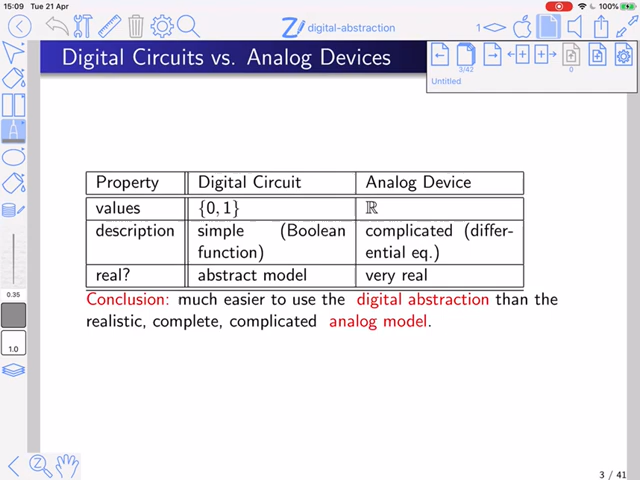 15:09 Tue 21 Apr 100%
digital-abstraction 1
Digital Circuits vs. Analog Devices
3/42 0
Untitled
Property Digital Circuit Analog Device
values {0, 1} ℝ
description simple (Boolean complicated (differ-
function) ential eq.)
real? abstract model very real
Conclusion: much easier to use the digital abstraction than the
realistic, complete, complicated analog model.
0.35
1.0
3 / 41